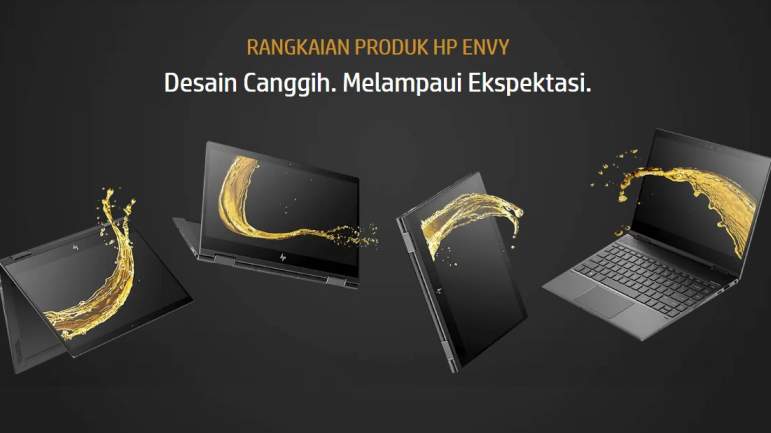 RANGKAIAN PRODUK HP ENVY
Desain Canggih. Melampaui Ekspektasi.